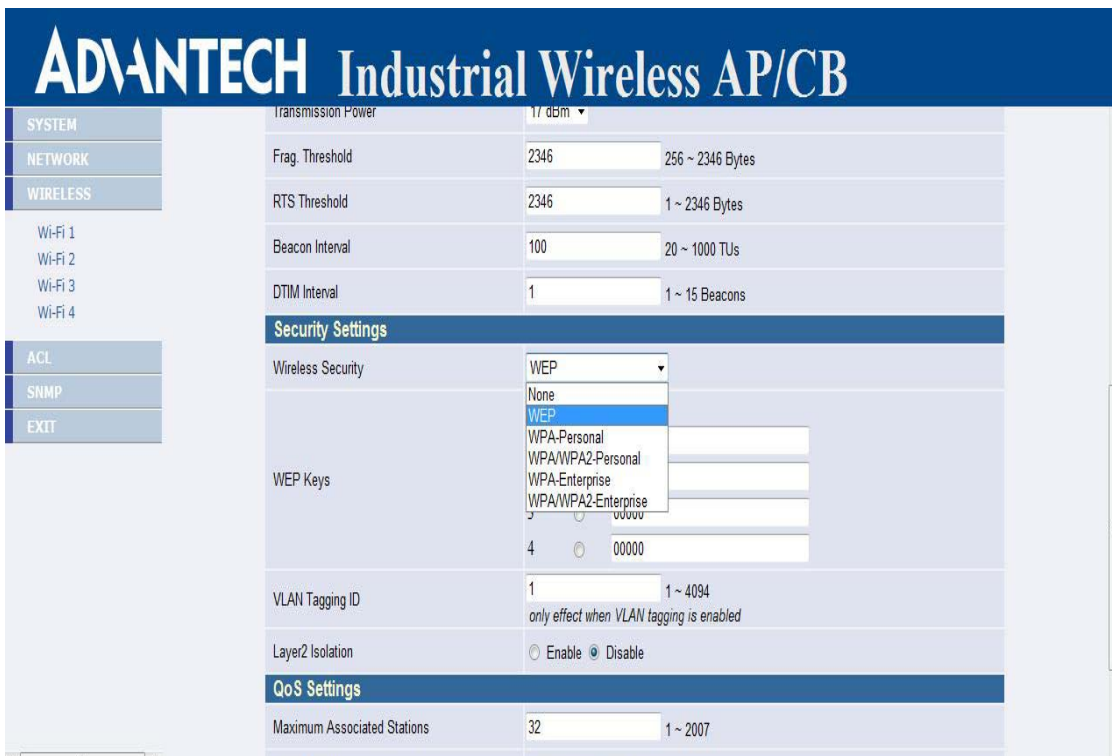 ADVANTECH Industrial Wireless AP/CB
SYSTEM
NETWORK
WIRELESS
Wi-Fi 1
Wi-Fi 2
Wi-Fi 3
Wi-Fi 4
ACL
SNMP
EXIT
Transmission Power 17 dBm
Frag. Threshold 2346 256 ~ 2346 Bytes
RTS Threshold 2346 1 ~ 2346 Bytes
Beacon Interval 100 20 ~ 1000 TUs
DTIM Interval 1 1 ~ 15 Beacons
Security Settings
Wireless Security WEP
None
WEP
WPA-Personal
WPA/WPA2-Personal
WEP Keys WPA-Enterprise
WPA/WPA2-Enterprise
3 00000
4 00000
VLAN Tagging ID 1 1 ~ 4094
only effect when VLAN tagging is enabled
Layer2 Isolation Enable Disable
QoS Settings
Maximum Associated Stations 32 1 ~ 2007